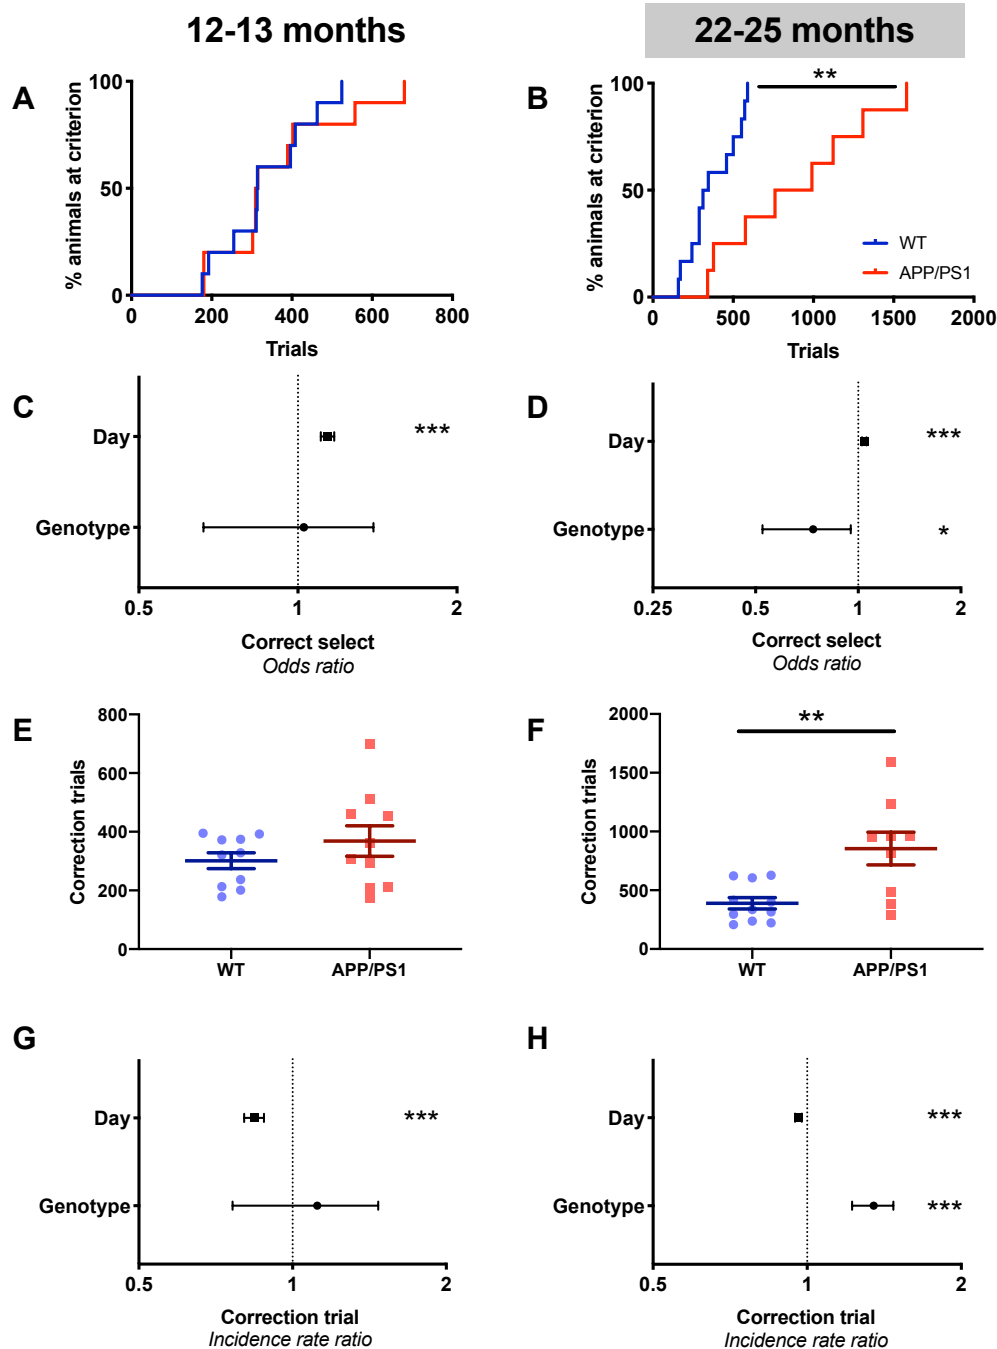 12-13 months
22-25 months
A
% animals at criterion
100
50
0
0 200 400 600 800
Trials
B
% animals at criterion
100
50
0
**
WT
APP/PS1
0 500 1000 1500 2000
Trials
C
Day
***
Genotype
0.5 1 2
Correct select
Odds ratio
D
Day
***
Genotype
*
0.25 0.5 1 2
Correct select
Odds ratio
E
Correction trials
800
600
400
200
0
WT APP/PS1
F
Correction trials
2000
1500
1000
500
0
**
WT APP/PS1
G
Day
***
Genotype
0.5 1 2
Correction trial
Incidence rate ratio
H
Day
***
Genotype
***
0.5 1 2
Correction trial
Incidence rate ratio